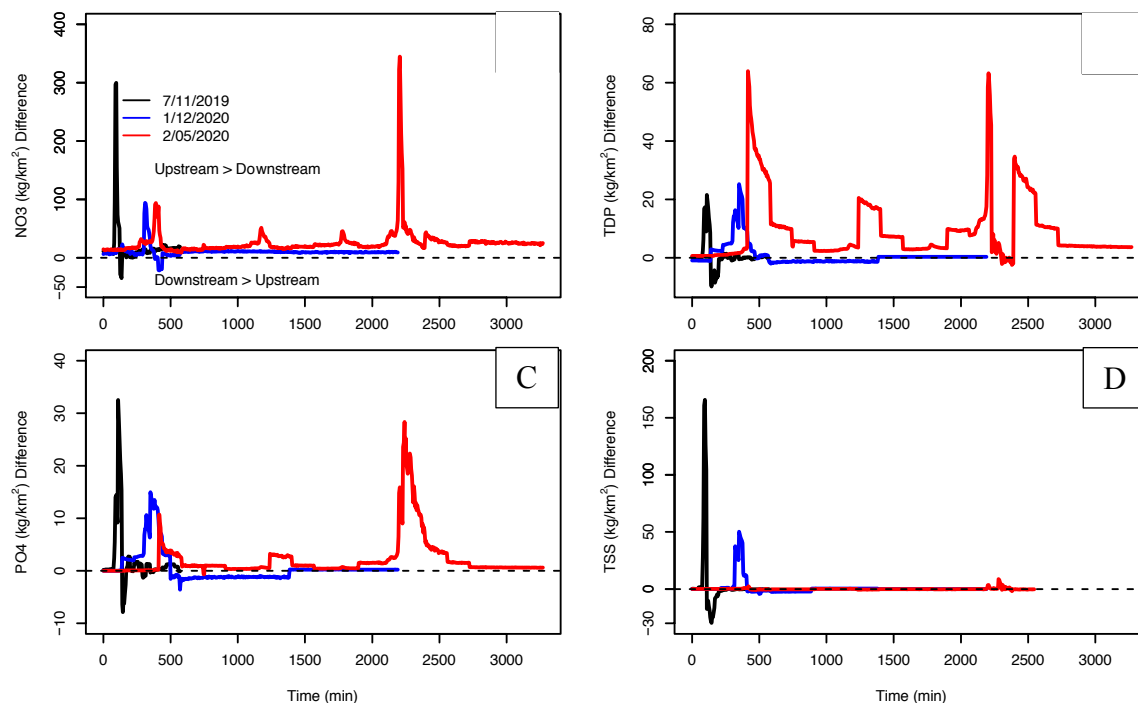 NO3 (kg/km²) Difference
400
300
200
100
0
−50
7/11/2019
1/12/2020
2/05/2020
Upstream > Downstream
Downstream > Upstream
0 500 1000 1500 2000 2500 3000
TDP (kg/km²) Difference
80
60
40
20
0
−10
0 500 1000 1500 2000 2500 3000
C
PO4 (kg/km²) Difference
40
30
20
10
0
−10
0 500 1000 1500 2000 2500 3000
Time (min)
D
TSS (kg/km²) Difference
200
150
100
50
0
−30
0 500 1000 1500 2000 2500 3000
Time (min)